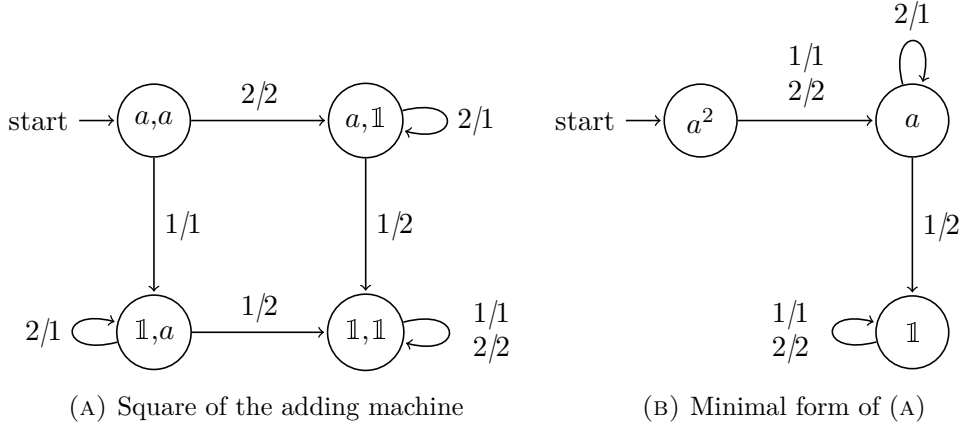 2/1
1/1
2/2
2/2
start
a,a
a,𝟙
2/1
start
a²
a
1/1
1/2
1/2
1/2
1/1
2/2
1/1
2/2
2/1
𝟙,a
𝟙,𝟙
𝟙
(A) Square of the adding machine
(B) Minimal form of (A)